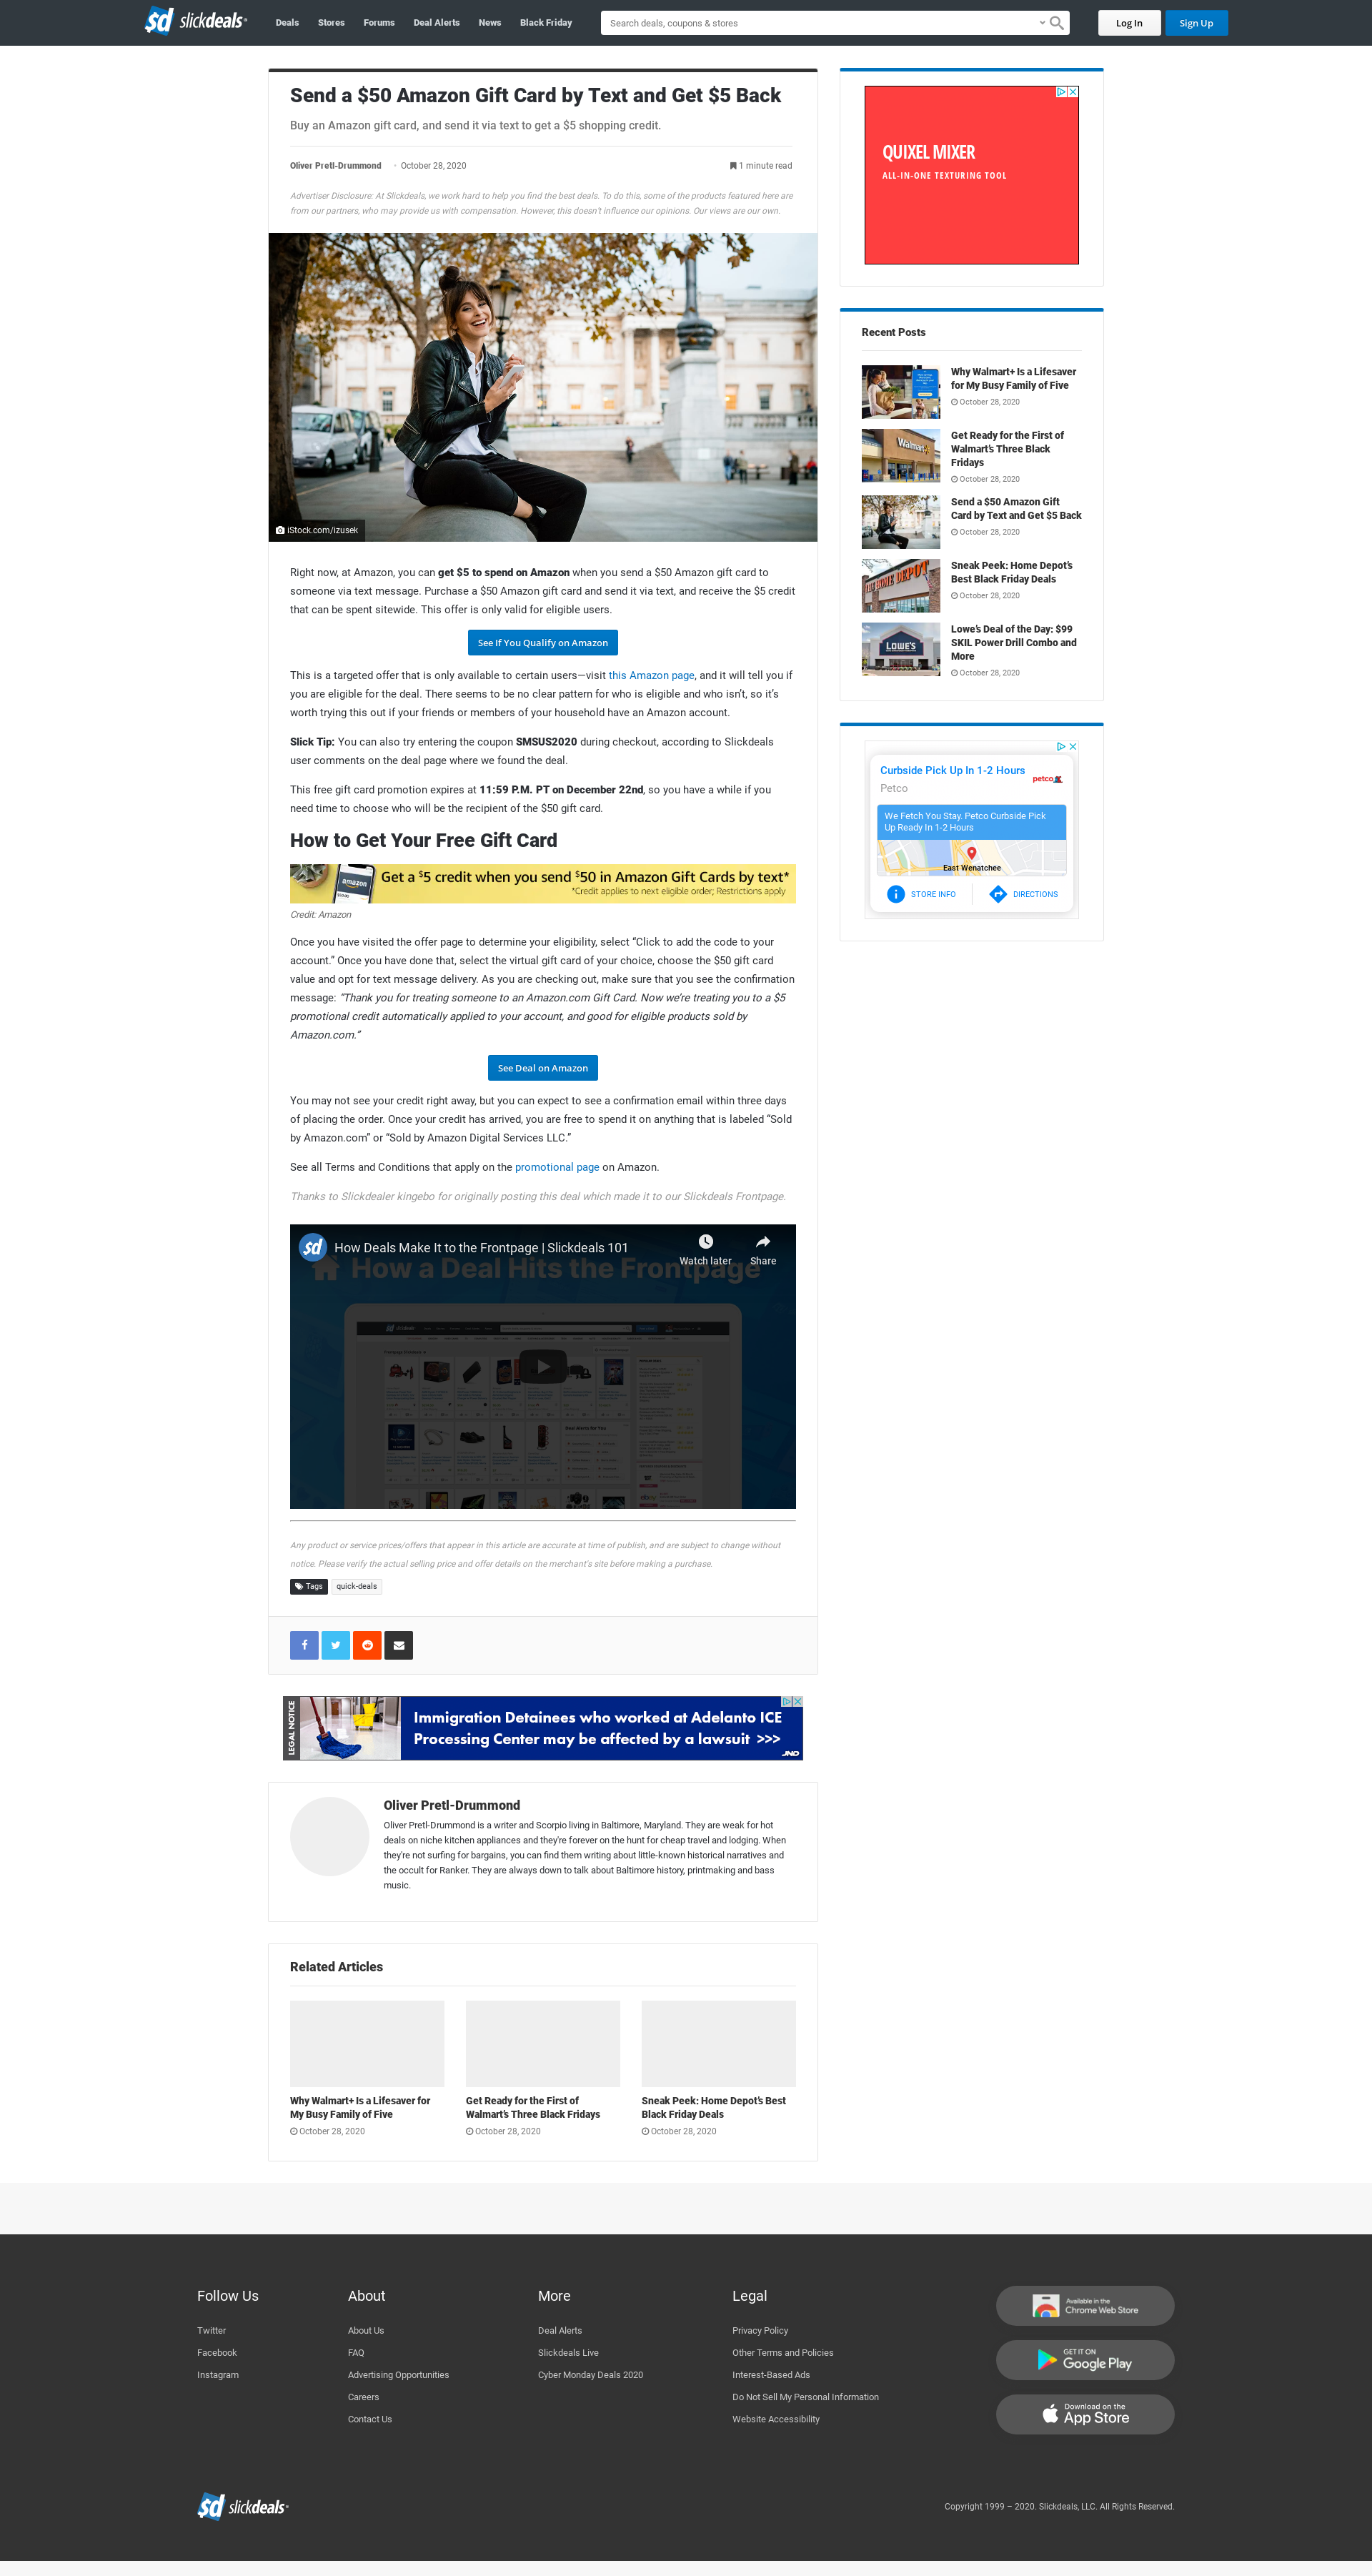 sd slickdeals
Deals
Stores
Forums
Deal Alerts
News
Black Friday
Search deals, coupons & stores
Log In
Sign Up
Send a $50 Amazon Gift Card by Text and Get $5 Back
Buy an Amazon gift card, and send it via text to get a $5 shopping credit.
Oliver Pretl-Drummond
October 28, 2020
1 minute read
Advertiser Disclosure: At Slickdeals, we work hard to help you find the best deals. To do this, some of the products featured here are
from our partners, who may provide us with compensation. However, this doesn't influence our opinions. Our views are our own.
iStock.com/izusek
Right now, at Amazon, you can get $5 to spend on Amazon when you send a $50 Amazon gift card to
someone via text message. Purchase a $50 Amazon gift card and send it via text, and receive the $5 credit
that can be spent sitewide. This offer is only valid for eligible users.
See If You Qualify on Amazon
This is a targeted offer that is only available to certain users—visit this Amazon page, and it will tell you if
you are eligible for the deal. There seems to be no clear pattern for who is eligible and who isn’t, so it’s
worth trying this out if your friends or members of your household have an Amazon account.
Slick Tip: You can also try entering the coupon SMSUS2020 during checkout, according to Slickdeals
user comments on the deal page where we found the deal.
This free gift card promotion expires at 11:59 P.M. PT on December 22nd, so you have a while if you
need time to choose who will be the recipient of the $50 gift card.
How to Get Your Free Gift Card
amazon
Get a $5 credit when you send $50 in Amazon Gift Cards by text*
*Credit applies to next eligible order; Restrictions apply
Credit: Amazon
Once you have visited the offer page to determine your eligibility, select “Click to add the code to your
account.” Once you have done that, select the virtual gift card of your choice, choose the $50 gift card
value and opt for text message delivery. As you are checking out, make sure that you see the confirmation
message: “Thank you for treating someone to an Amazon.com Gift Card. Now we’re treating you to a $5
promotional credit automatically applied to your account, and good for eligible products sold by
Amazon.com.”
See Deal on Amazon
You may not see your credit right away, but you can expect to see a confirmation email within three days
of placing the order. Once your credit has arrived, you are free to spend it on anything that is labeled “Sold
by Amazon.com” or “Sold by Amazon Digital Services LLC.”
See all Terms and Conditions that apply on the promotional page on Amazon.
Thanks to Slickdealer kingebo for originally posting this deal which made it to our Slickdeals Frontpage.
sd
How Deals Make It to the Frontpage | Slickdeals 101
Watch later
Share
How a Deal Hits the Frontpage
Any product or service prices/offers that appear in this article are accurate at time of publish, and are subject to change without
notice. Please verify the actual selling price and offer details on the merchant's site before making a purchase.
Tags
quick-deals
LEGAL NOTICE
Immigration Detainees who worked at Adelanto ICE
Processing Center may be affected by a lawsuit >>>
JND
Oliver Pretl-Drummond
Oliver Pretl-Drummond is a writer and Scorpio living in Baltimore, Maryland. They are weak for hot
deals on niche kitchen appliances and they're forever on the hunt for cheap travel and lodging. When
they're not surfing for bargains, you can find them writing about little-known historical narratives and
the occult for Ranker. They are always down to talk about Baltimore history, printmaking and bass
music.
Related Articles
Why Walmart+ Is a Lifesaver for
My Busy Family of Five
October 28, 2020
Get Ready for the First of
Walmart’s Three Black Fridays
October 28, 2020
Sneak Peek: Home Depot’s Best
Black Friday Deals
October 28, 2020
QUIXEL MIXER
ALL-IN-ONE TEXTURING TOOL
Recent Posts
Why Walmart+ Is a Lifesaver
for My Busy Family of Five
October 28, 2020
Walmart
Get Ready for the First of
Walmart’s Three Black
Fridays
October 28, 2020
Send a $50 Amazon Gift
Card by Text and Get $5 Back
October 28, 2020
THE HOME DEPOT
Sneak Peek: Home Depot’s
Best Black Friday Deals
October 28, 2020
LOWE'S
Lowe’s Deal of the Day: $99
SKIL Power Drill Combo and
More
October 28, 2020
Curbside Pick Up In 1-2 Hours
Petco
petco
We Fetch You Stay. Petco Curbside Pick
Up Ready In 1-2 Hours
East Wenatchee
STORE INFO
DIRECTIONS
Follow Us
Twitter
Facebook
Instagram
About
About Us
FAQ
Advertising Opportunities
Careers
Contact Us
More
Deal Alerts
Slickdeals Live
Cyber Monday Deals 2020
Legal
Privacy Policy
Other Terms and Policies
Interest-Based Ads
Do Not Sell My Personal Information
Website Accessibility
Available in the
Chrome Web Store
GET IT ON
Google Play
Download on the
App Store
sd slickdeals
Copyright 1999 – 2020. Slickdeals, LLC. All Rights Reserved.